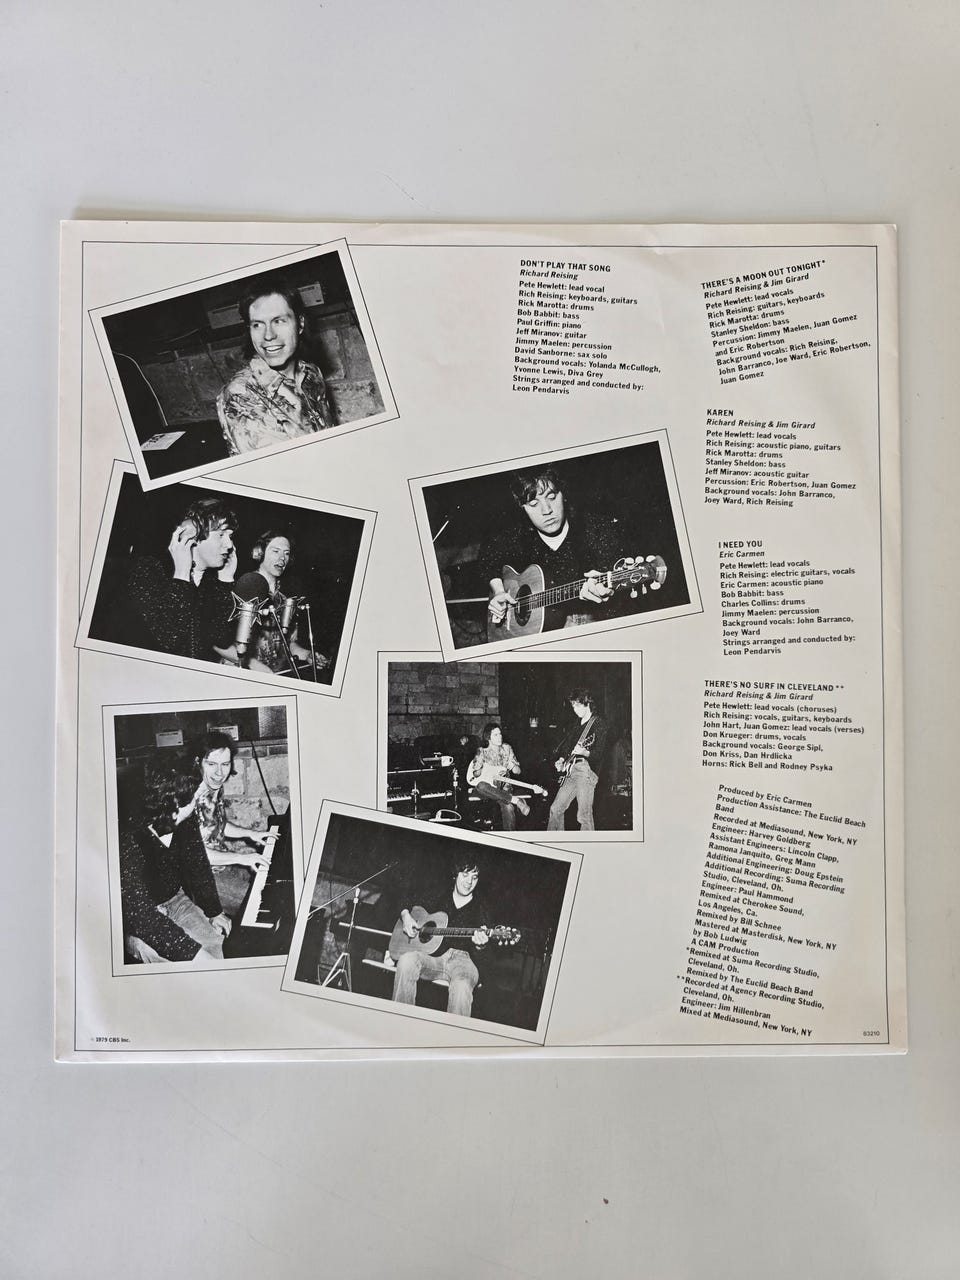 DON'T PLAY THAT SONG
Richard Reising
Pete Hewlett: lead vocal
Rich Reising: keyboards, guitars
Rick Marotta: drums
Bob Babbit: bass
Paul Griffin: piano
Jeff Miranov: guitar
Jimmy Maelen: percussion
David Sanborne: sax solo
Background vocals: Yolanda McCullogh,
Yvonne Lewis, Diva Grey
Strings arranged and conducted by:
Leon Pendarvis
THERE'S A MOON OUT TONIGHT*
Richard Reising & Jim Girard
Pete Hewlett: lead vocals
Rich Reising: guitars, keyboards
Rick Marotta: drums
Stanley Sheldon: bass
Percussion: Jimmy Maelen, Juan Gomez
and Eric Robertson
Background vocals: Rich Reising,
John Barranco, Joe Ward, Eric Robertson,
Juan Gomez
KAREN
Richard Reising & Jim Girard
Pete Hewlett: lead vocals
Rich Reising: acoustic piano, guitars
Rick Marotta: drums
Stanley Sheldon: bass
Jeff Miranov: acoustic guitar
Percussion: Eric Robertson, Juan Gomez
Background vocals: John Barranco,
Joey Ward, Rich Reising
I NEED YOU
Eric Carmen
Pete Hewlett: lead vocals
Rich Reising: electric guitars, vocals
Eric Carmen: acoustic piano
Bob Babbit: bass
Charles Collins: drums
Jimmy Maelen: percussion
Background vocals: John Barranco,
Joey Ward
Strings arranged and conducted by:
Leon Pendarvis
THERE'S NO SURF IN CLEVELAND**
Richard Reising & Jim Girard
Pete Hewlett: lead vocals (choruses)
Rich Reising: vocals, guitars, keyboards
John Hart, Juan Gomez: lead vocals (verses)
Don Krueger: drums, vocals
Background vocals: George Sipl,
Don Kriss, Dan Hrdlicka
Horns: Rick Bell and Rodney Psyka
Produced by Eric Carmen
Production Assistance: The Euclid Beach
Band
Recorded at Mediasound, New York, NY
Engineer: Harvey Goldberg
Assistant Engineers: Lincoln Clapp,
Ramona Janquito, Greg Mann
Additional Engineering: Doug Epstein
Additional Recording: Suma Recording
Studio, Cleveland, Oh.
Engineer: Paul Hammond
Remixed at Cherokee Sound,
Los Angeles, Ca.
Remixed by Bill Schnee
Mastered at Masterdisk, New York, NY
by Bob Ludwig
A CAM Production
*Remixed at Suma Recording Studio,
Cleveland, Oh.
Remixed by The Euclid Beach Band
**Recorded at Agency Recording Studio,
Cleveland, Oh.
Engineer: Jim Hillenbran
Mixed at Mediasound, New York, NY
© 1979 CBS Inc.
83210